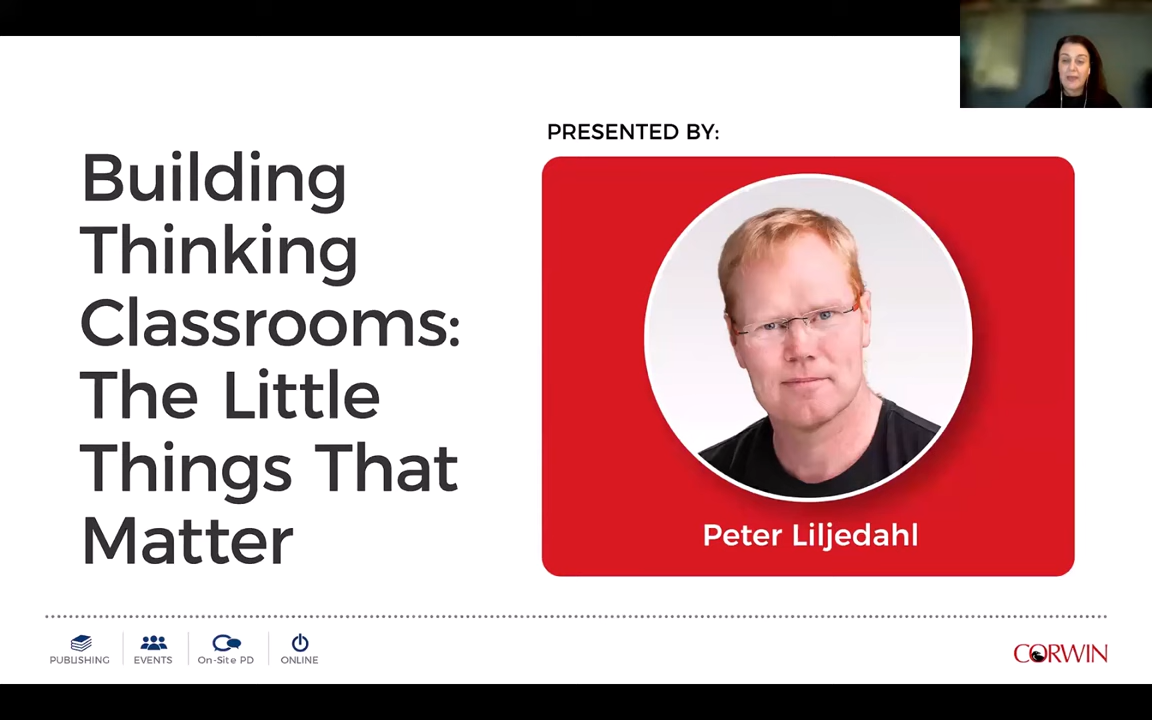 PRESENTED BY:
Building
Thinking
Classrooms:
The Little
Things That
Matter
Peter Liljedahl
PUBLISHING
EVENTS
On-Site PD
ONLINE
CORWIN